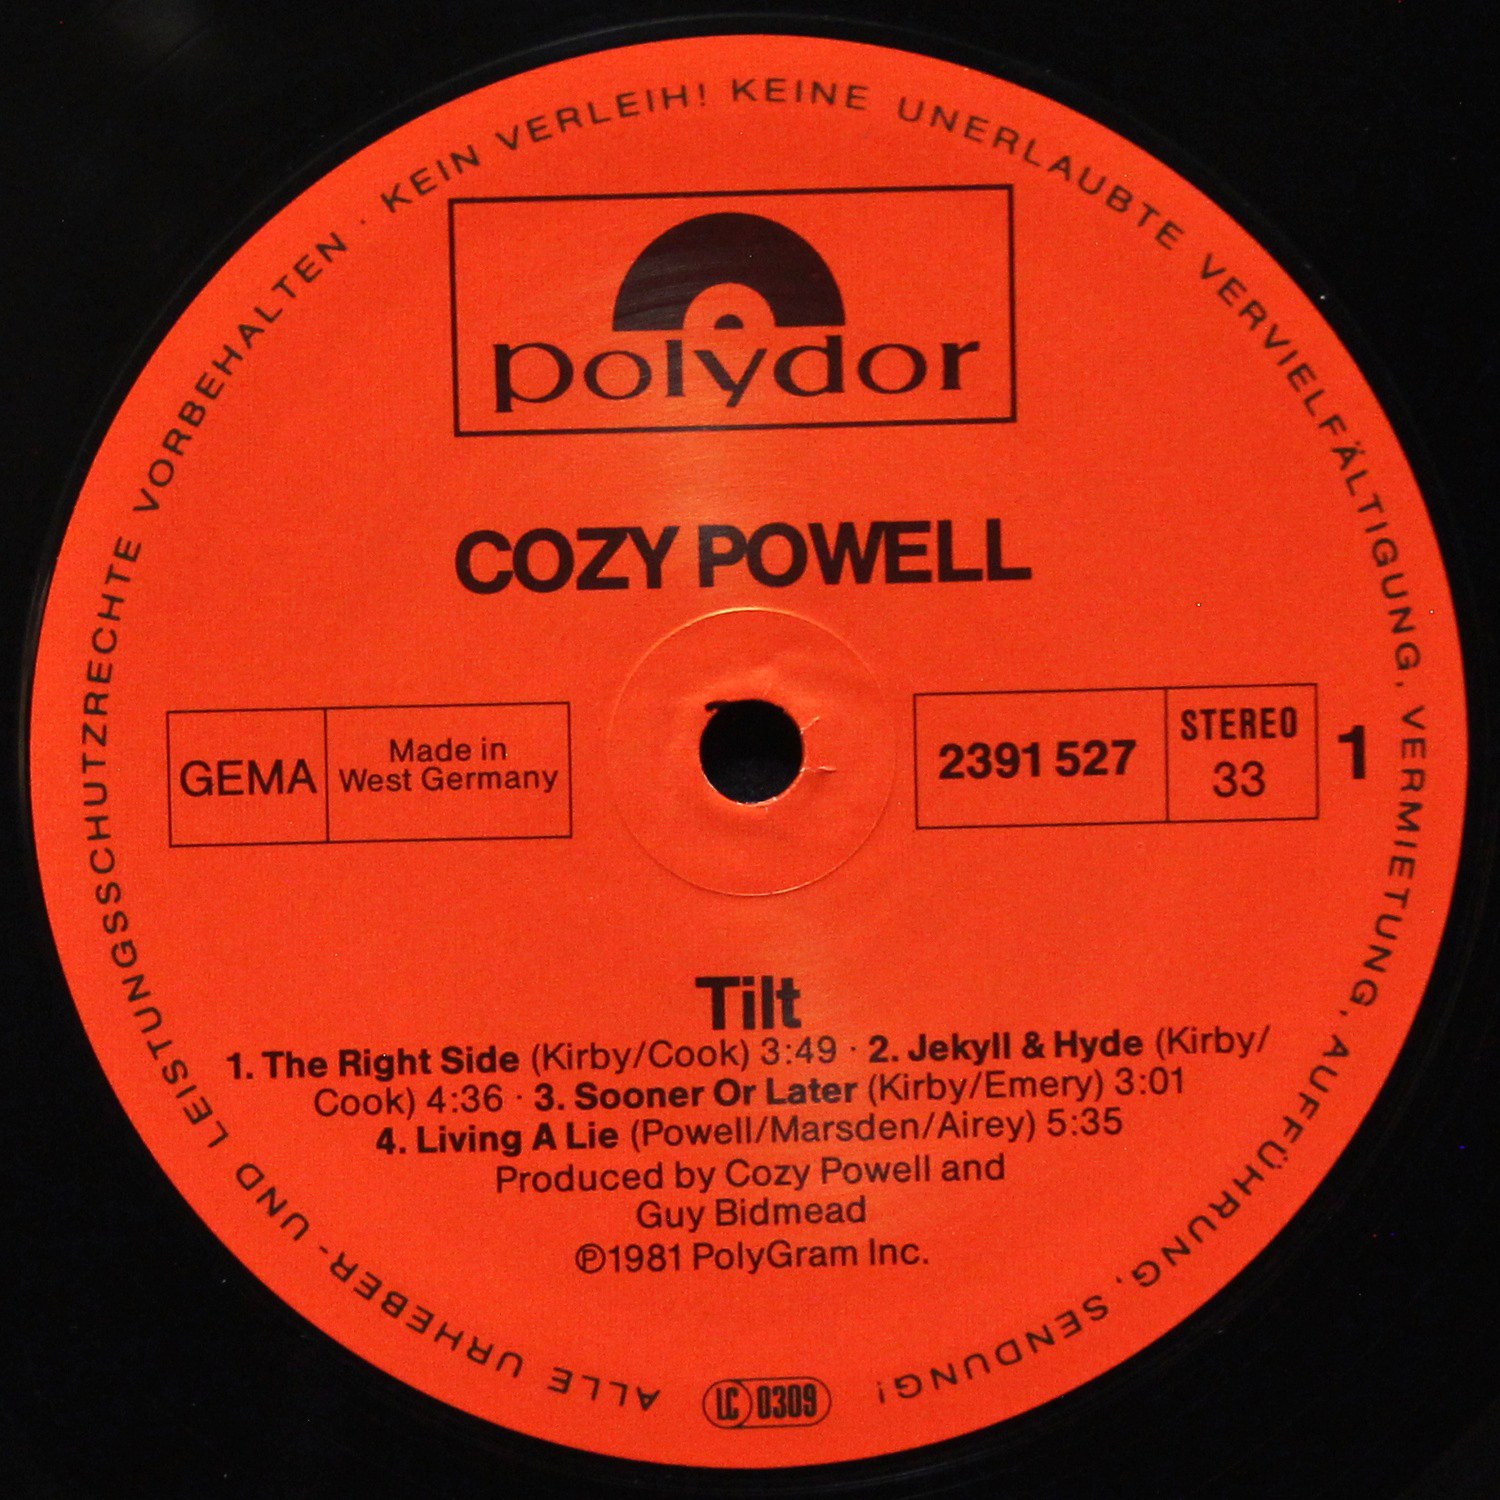 ALLE URHEBER- UND LEISTUNGSSCHUTZRECHTE VORBEHALTEN · KEIN VERLEIH! KEINE UNERLAUBTE VERVIELFÄLTIGUNG, VERMIETUNG, AUFFÜHRUNG, SENDUNG!
polydor
COZY POWELL
GEMA
Made in
West Germany
2391 527
STEREO
33
1
Tilt
1. The Right Side (Kirby/Cook) 3:49 · 2. Jekyll & Hyde (Kirby/
Cook) 4:36 · 3. Sooner Or Later (Kirby/Emery) 3:01
4. Living A Lie (Powell/Marsden/Airey) 5:35
Produced by Cozy Powell and
Guy Bidmead
℗1981 PolyGram Inc.
LC 0309